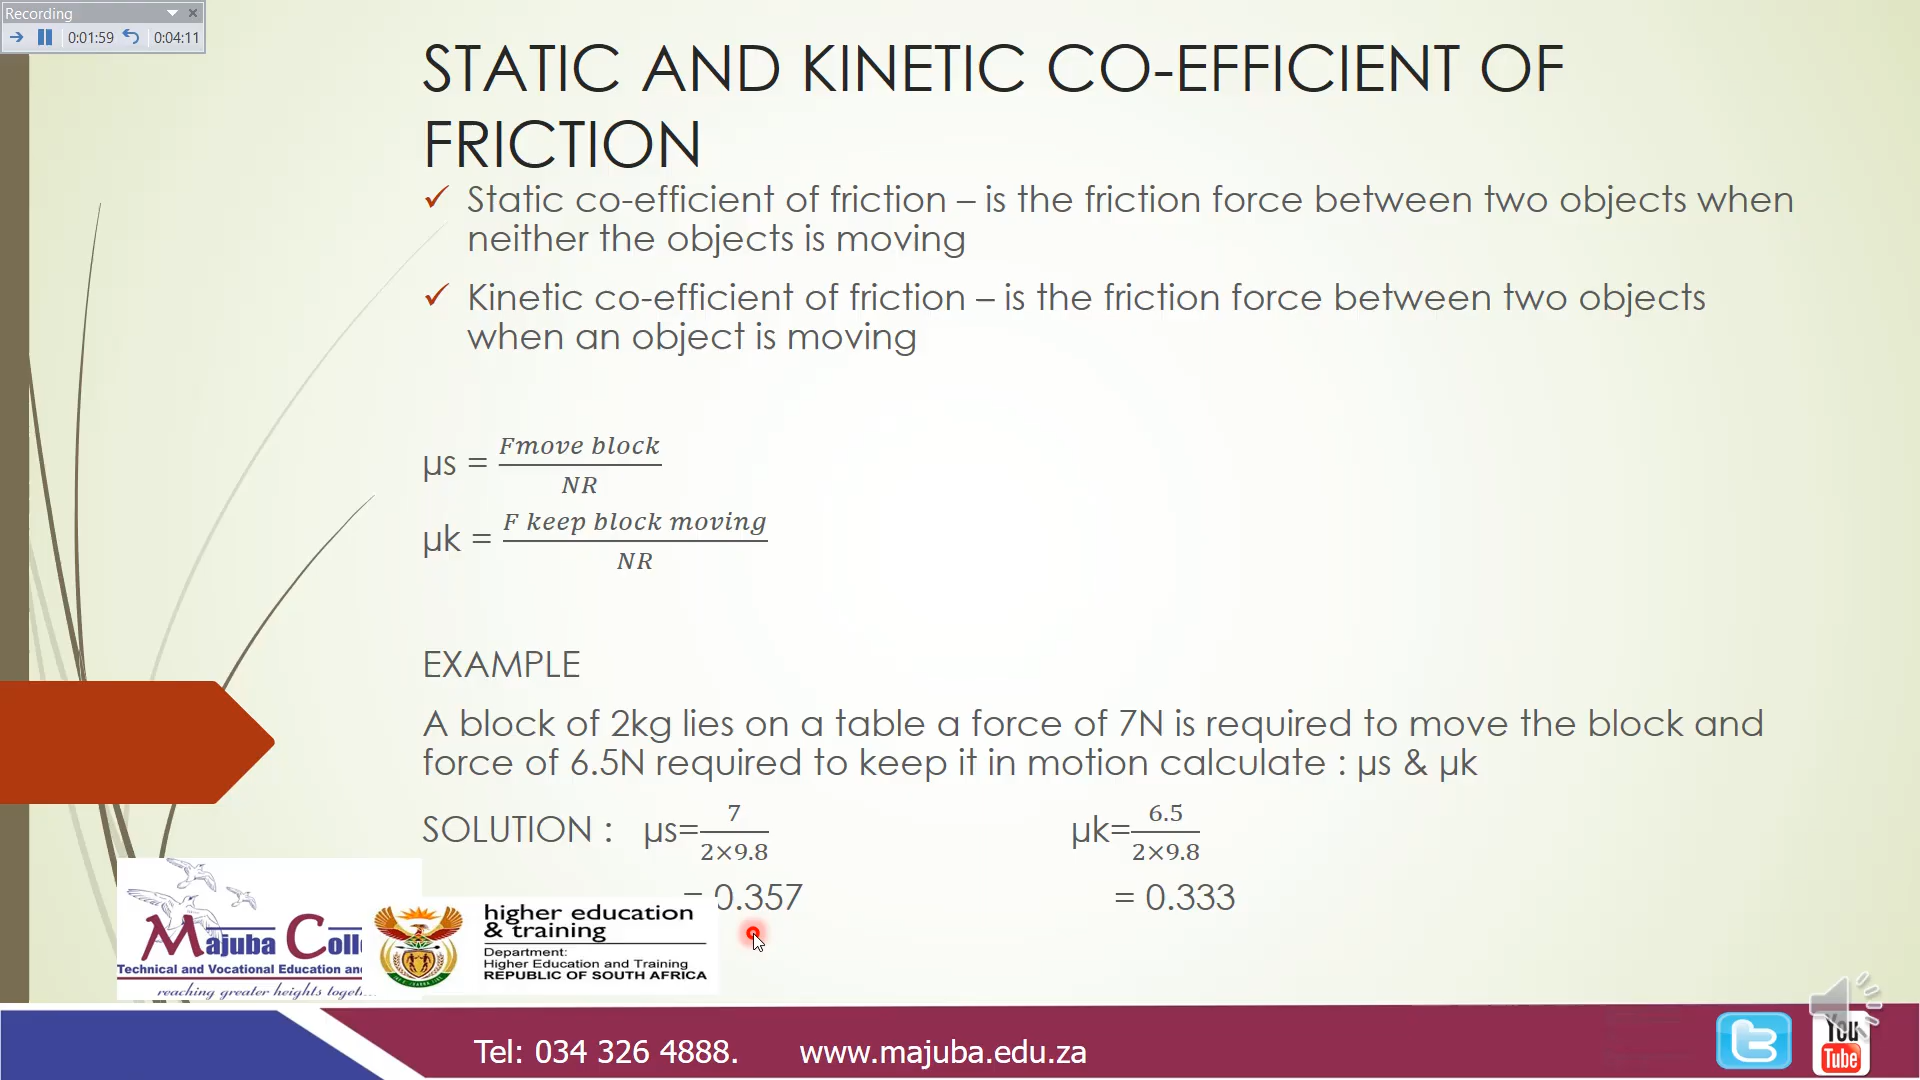 Recording
0:01:59 0:04:11
STATIC AND KINETIC CO-EFFICIENT OF
FRICTION
✓ Static co-efficient of friction – is the friction force between two objects when
neither the objects is moving
✓ Kinetic co-efficient of friction – is the friction force between two objects
when an object is moving
µs = Fmove block / NR
µk = F keep block moving / NR
EXAMPLE
A block of 2kg lies on a table a force of 7N is required to move the block and
force of 6.5N required to keep it in motion calculate : µs & µk
SOLUTION : µs= 7 / 2×9.8 µk= 6.5 / 2×9.8
= 0.357 = 0.333
Majuba Coll
Technical and Vocational Education an
reaching greater heights toget
higher education
& training
Department:
Higher Education and Training
REPUBLIC OF SOUTH AFRICA
Tel: 034 326 4888. www.majuba.edu.za
You
Tube